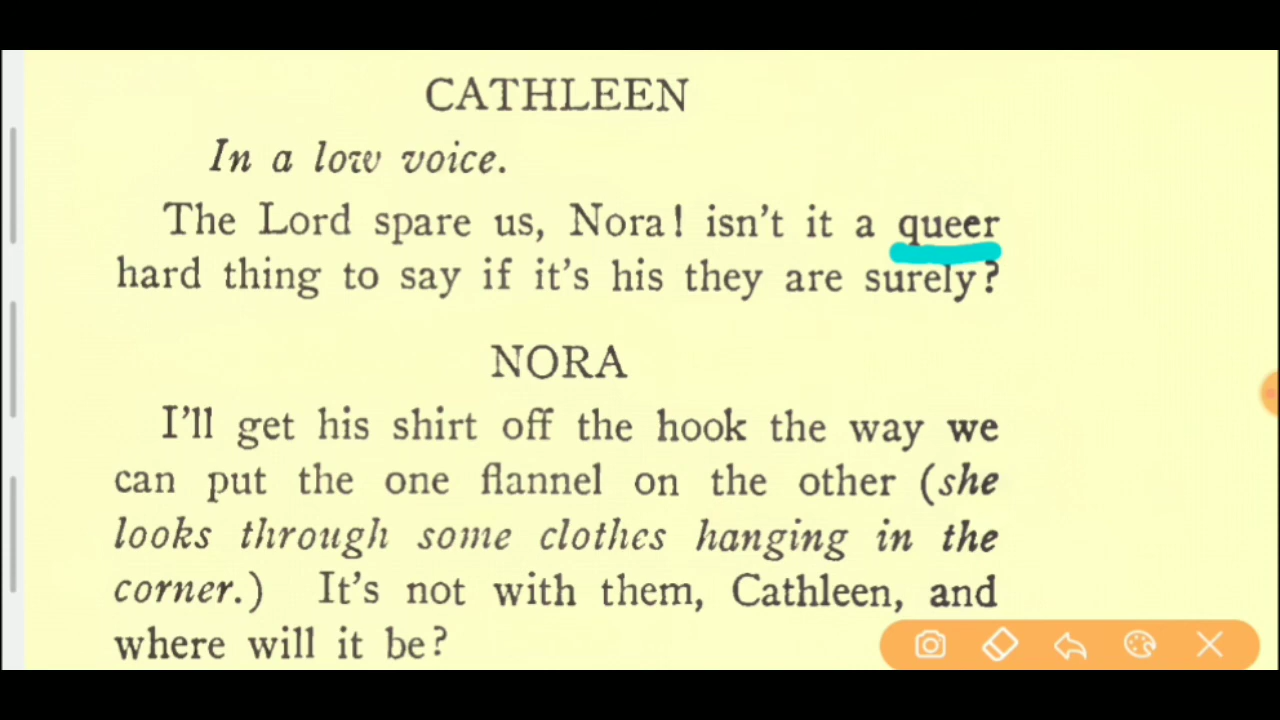 CATHLEEN
In a low voice.
The Lord spare us, Nora! isn't it a queer
hard thing to say if it's his they are surely?
NORA
I'll get his shirt off the hook the way we
can put the one flannel on the other (she
looks through some clothes hanging in the
corner.) It's not with them, Cathleen, and
where will it be?